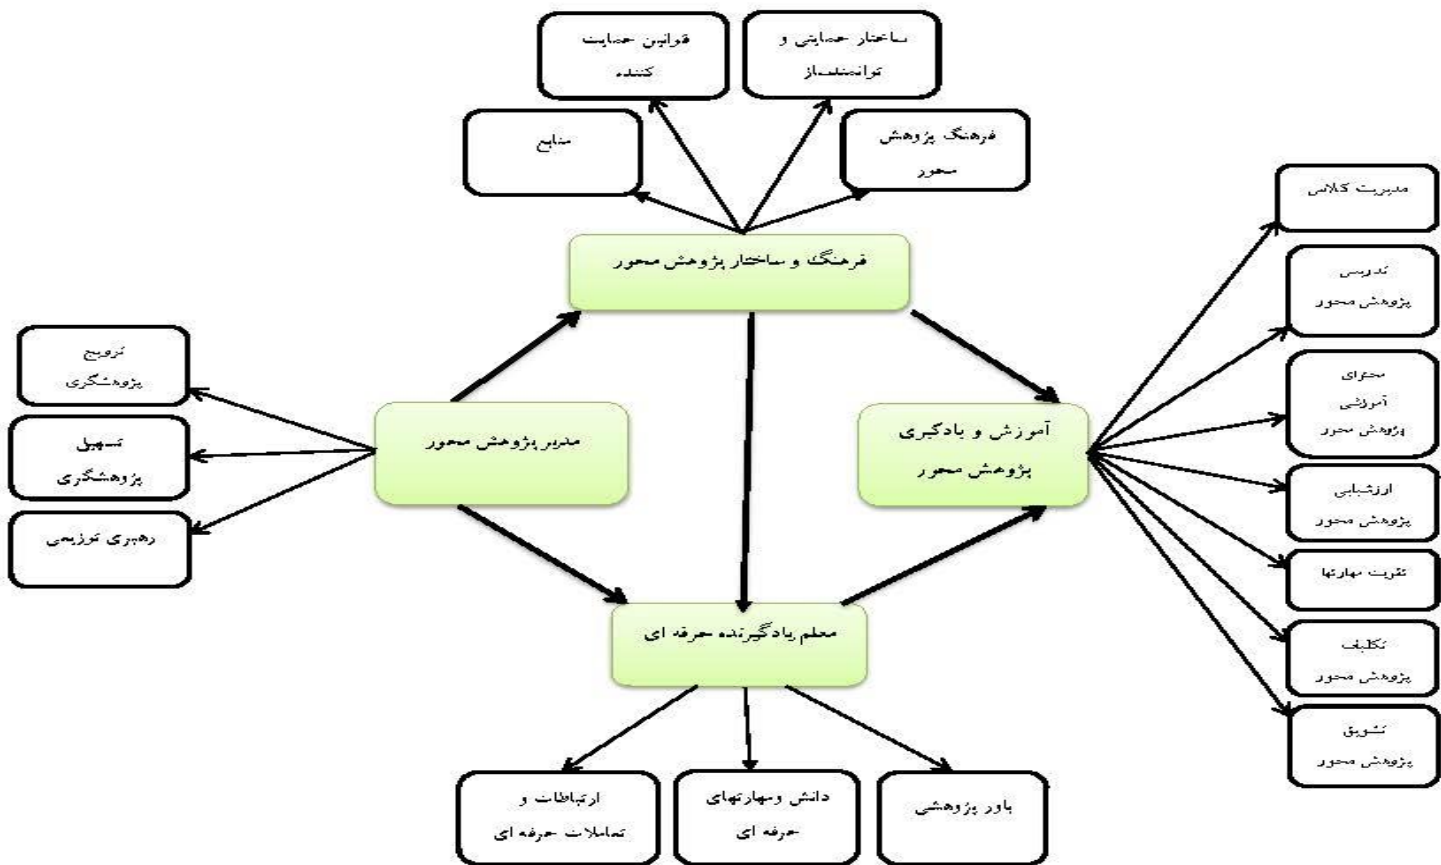 قوانین حمایت
کننده
ساختار حمایتی و
توانمندساز
منابع
فرهنگ پژوهش
محور
فرهنگ و ساختار پژوهش محور
مدیریت کلاس
تدریس
پژوهش محور
محتوای
آموزشی
پژوهش محور
ارزشیابی
پژوهش محور
تقویت مهارتها
تکلیف
پژوهش محور
تشویق
پژوهش محور
ترویج
پژوهشگری
تسهیل
پژوهشگری
رهبری توزیعی
مدیر پژوهش محور
آموزش و یادگیری
پژوهش محور
معلم یادگیرنده حرفه ای
ارتباطات و
تعاملات حرفه ای
دانش ومهارتهای
حرفه ای
باور پژوهشی